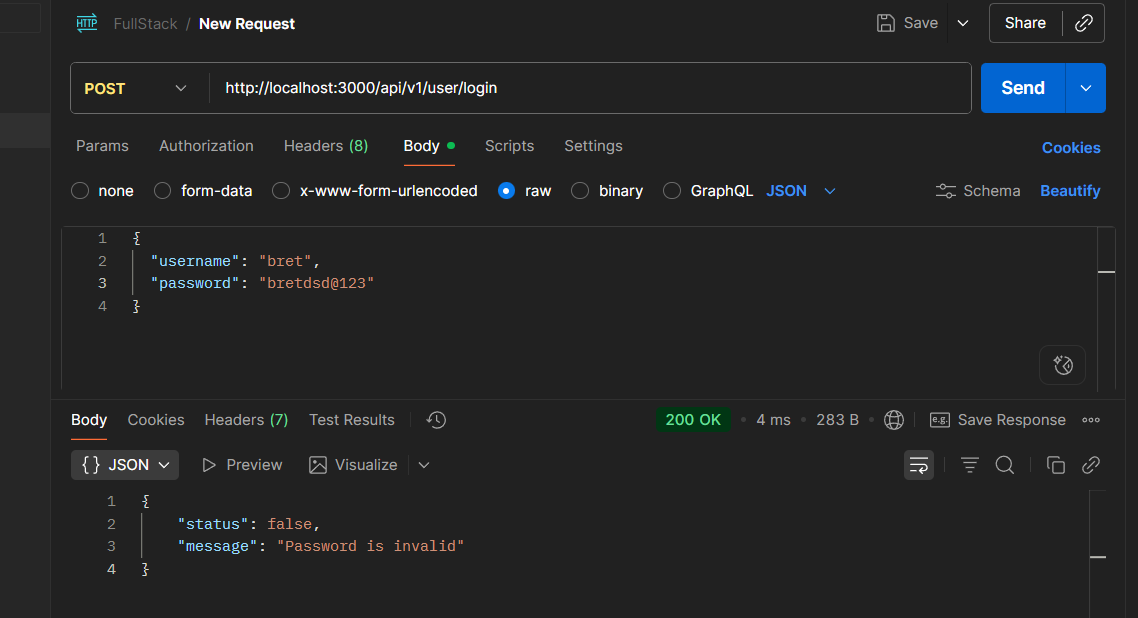 HTTP FullStack / New Request Save Share
POST http://localhost:3000/api/v1/user/login Send
Params Authorization Headers (8) Body Scripts Settings Cookies
none form-data x-www-form-urlencoded raw binary GraphQL JSON Schema Beautify
1 {
2 "username": "bret",
3 "password": "bretdsd@123"
4 }
Body Cookies Headers (7) Test Results 200 OK • 4 ms • 283 B • e.g. Save Response
{} JSON Preview Visualize
1 {
2 "status": false,
3 "message": "Password is invalid"
4 }